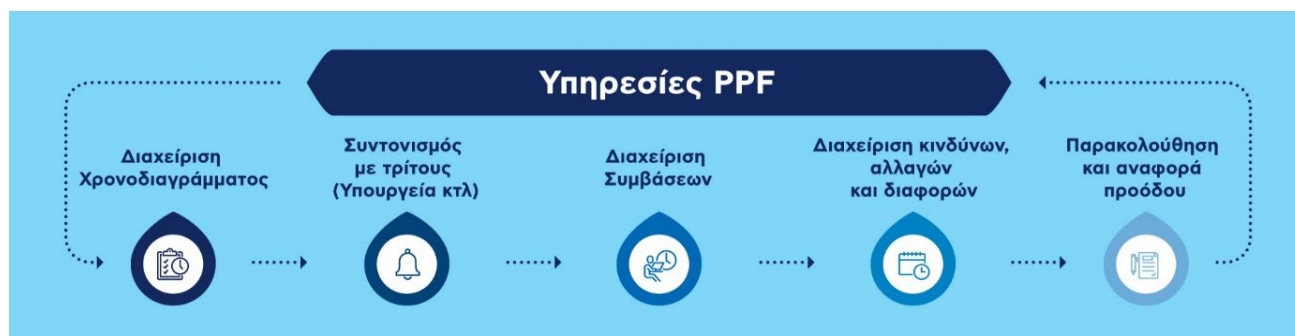 Υπηρεσίες PPF
Διαχείριση
Χρονοδιαγράμματος
Συντονισμός
με τρίτους
(Υπουργεία κτλ)
Διαχείριση
Συμβάσεων
Διαχείριση κινδύνων,
αλλαγών
και διαφορών
Παρακολούθηση
και αναφορά
προόδου